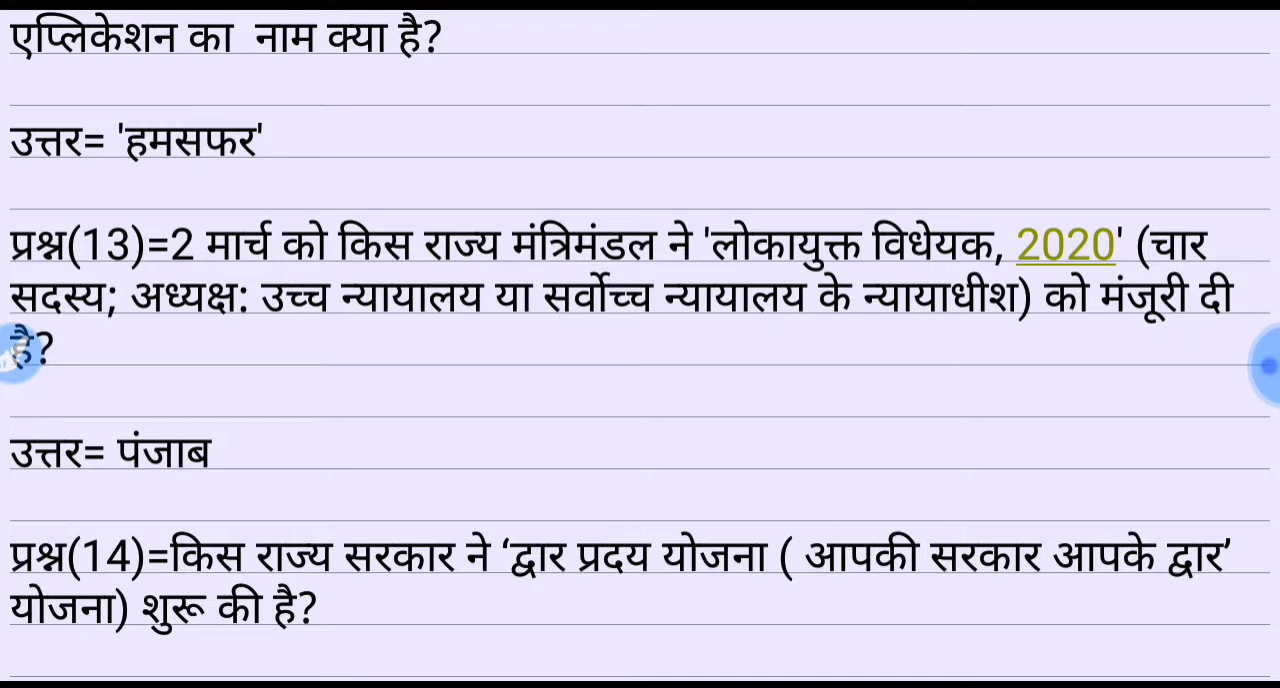 एप्लिकेशन का  नाम क्या है?
उत्तर= 'हमसफर'
प्रश्न(13)=2 मार्च को किस राज्य मंत्रिमंडल ने 'लोकायुक्त विधेयक, 2020' (चार
सदस्य; अध्यक्ष: उच्च न्यायालय या सर्वोच्च न्यायालय के न्यायाधीश) को मंजूरी दी
है?
उत्तर= पंजाब
प्रश्न(14)=किस राज्य सरकार ने ‘द्वार प्रदय योजना ( आपकी सरकार आपके द्वार’
योजना) शुरू की है?